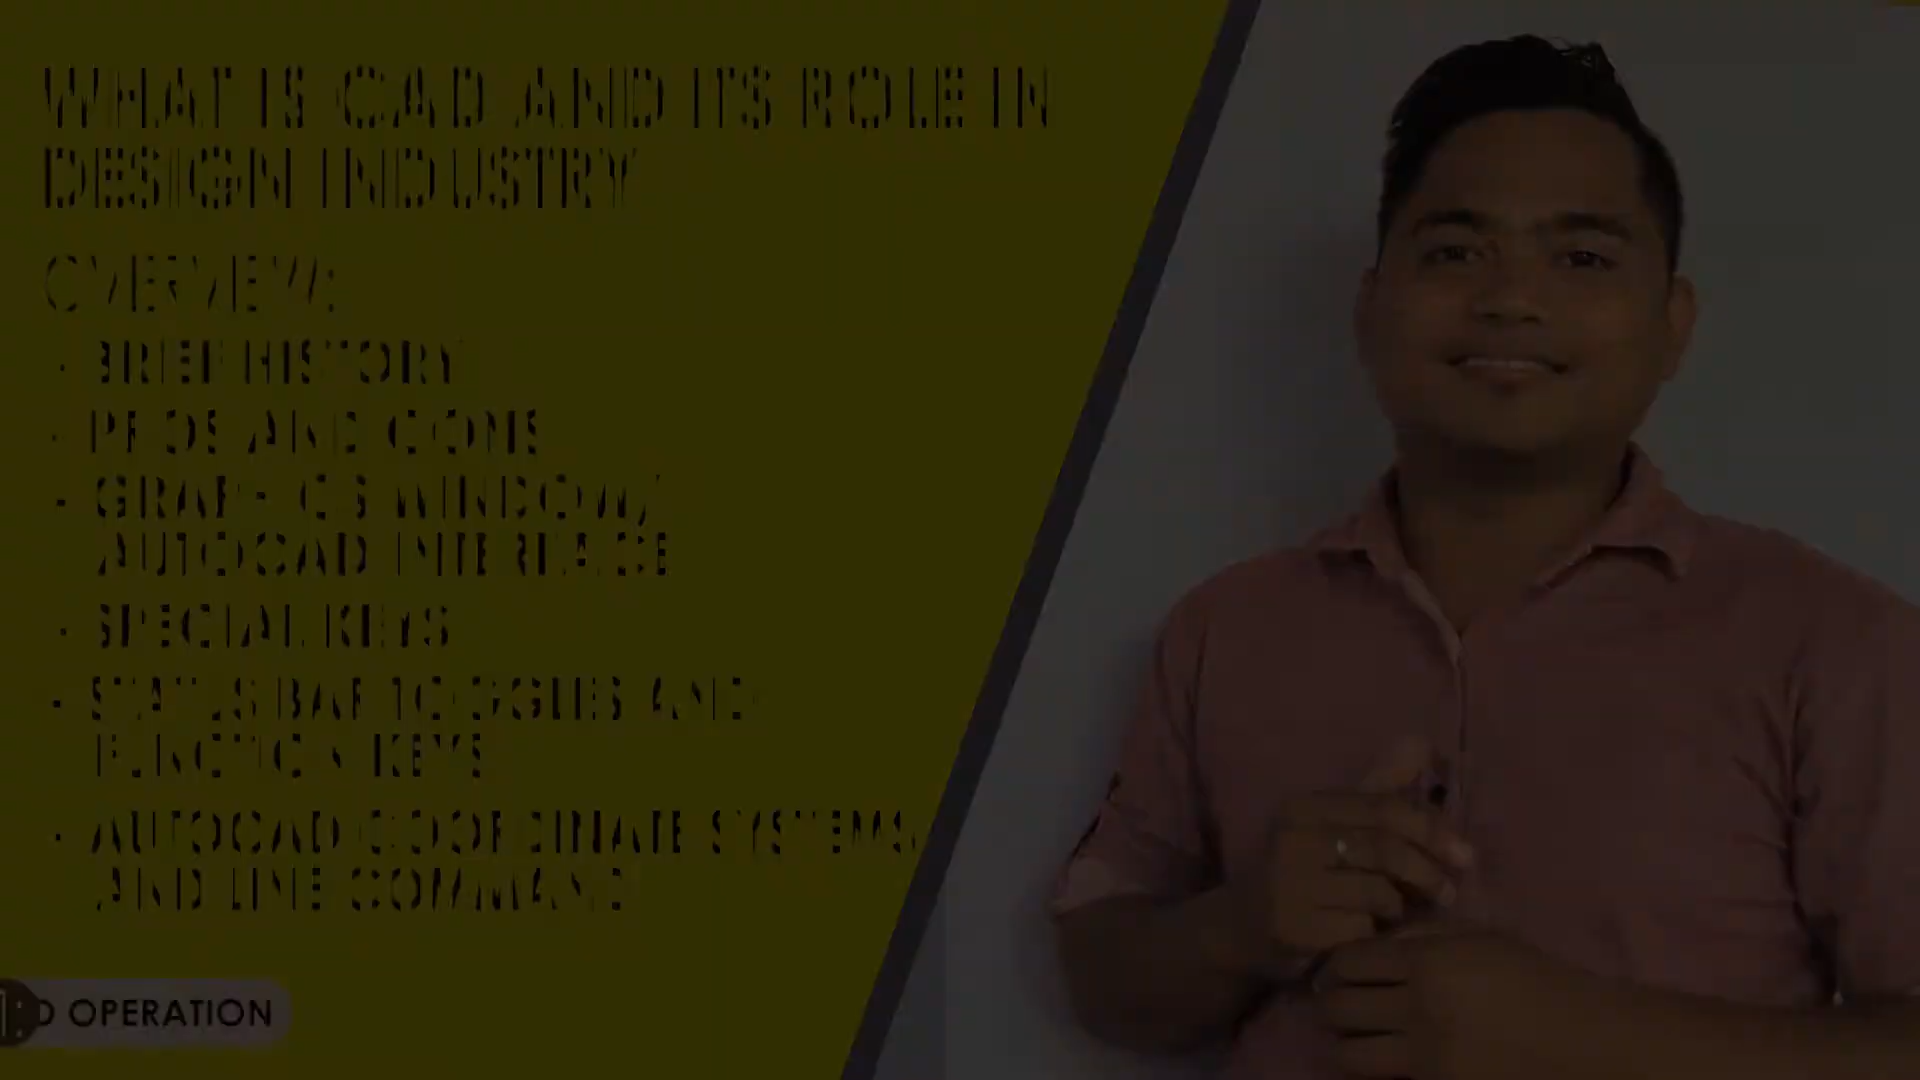 WHAT IS CAD AND ITS ROLE IN
DESIGN INDUSTRY
OVERVIEW:
- BRIEF HISTORY
- PROS AND CONS
- GRAPHICS WINDOW/
AUTOCAD INTERFACE
- SPECIAL KEYS
- STATUS BAR TOGGLES AND
FUNCTION KEYS
- AUTOCAD COORDINATE SYSTEMS
AND LINE COMMAND
D OPERATION